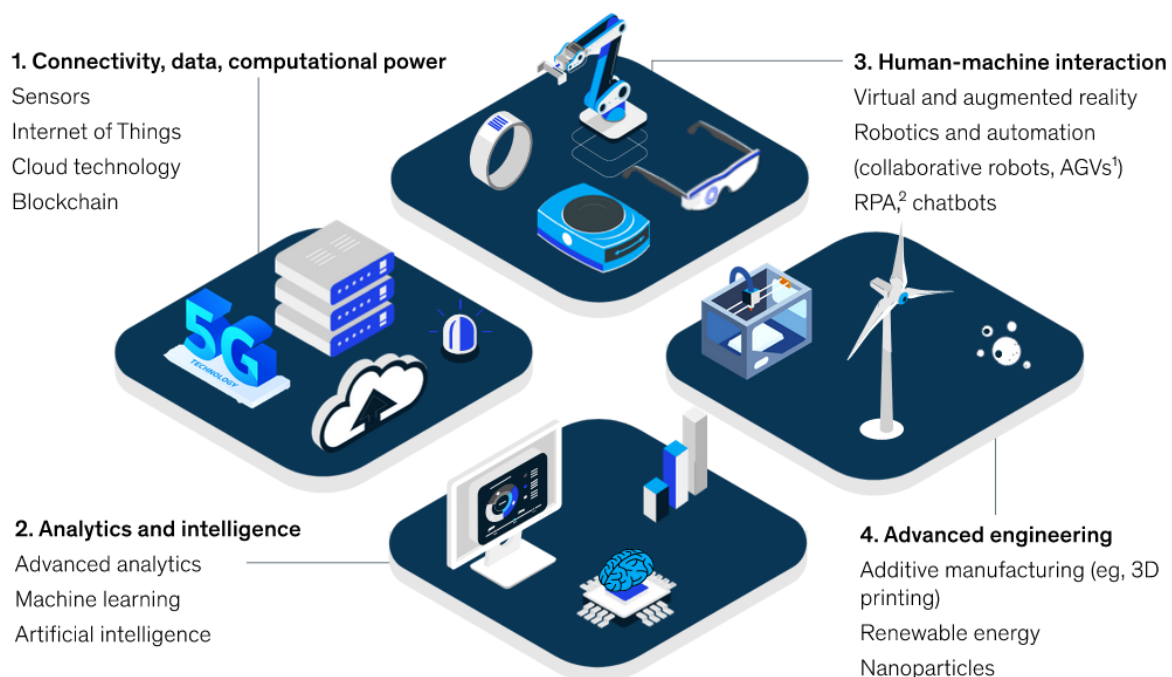 1. Connectivity, data, computational power
Sensors
Internet of Things
Cloud technology
Blockchain
5G
TECHNOLOGY
2. Analytics and intelligence
Advanced analytics
Machine learning
Artificial intelligence
3. Human-machine interaction
Virtual and augmented reality
Robotics and automation
(collaborative robots, AGVs¹)
RPA,² chatbots
4. Advanced engineering
Additive manufacturing (eg, 3D
printing)
Renewable energy
Nanoparticles